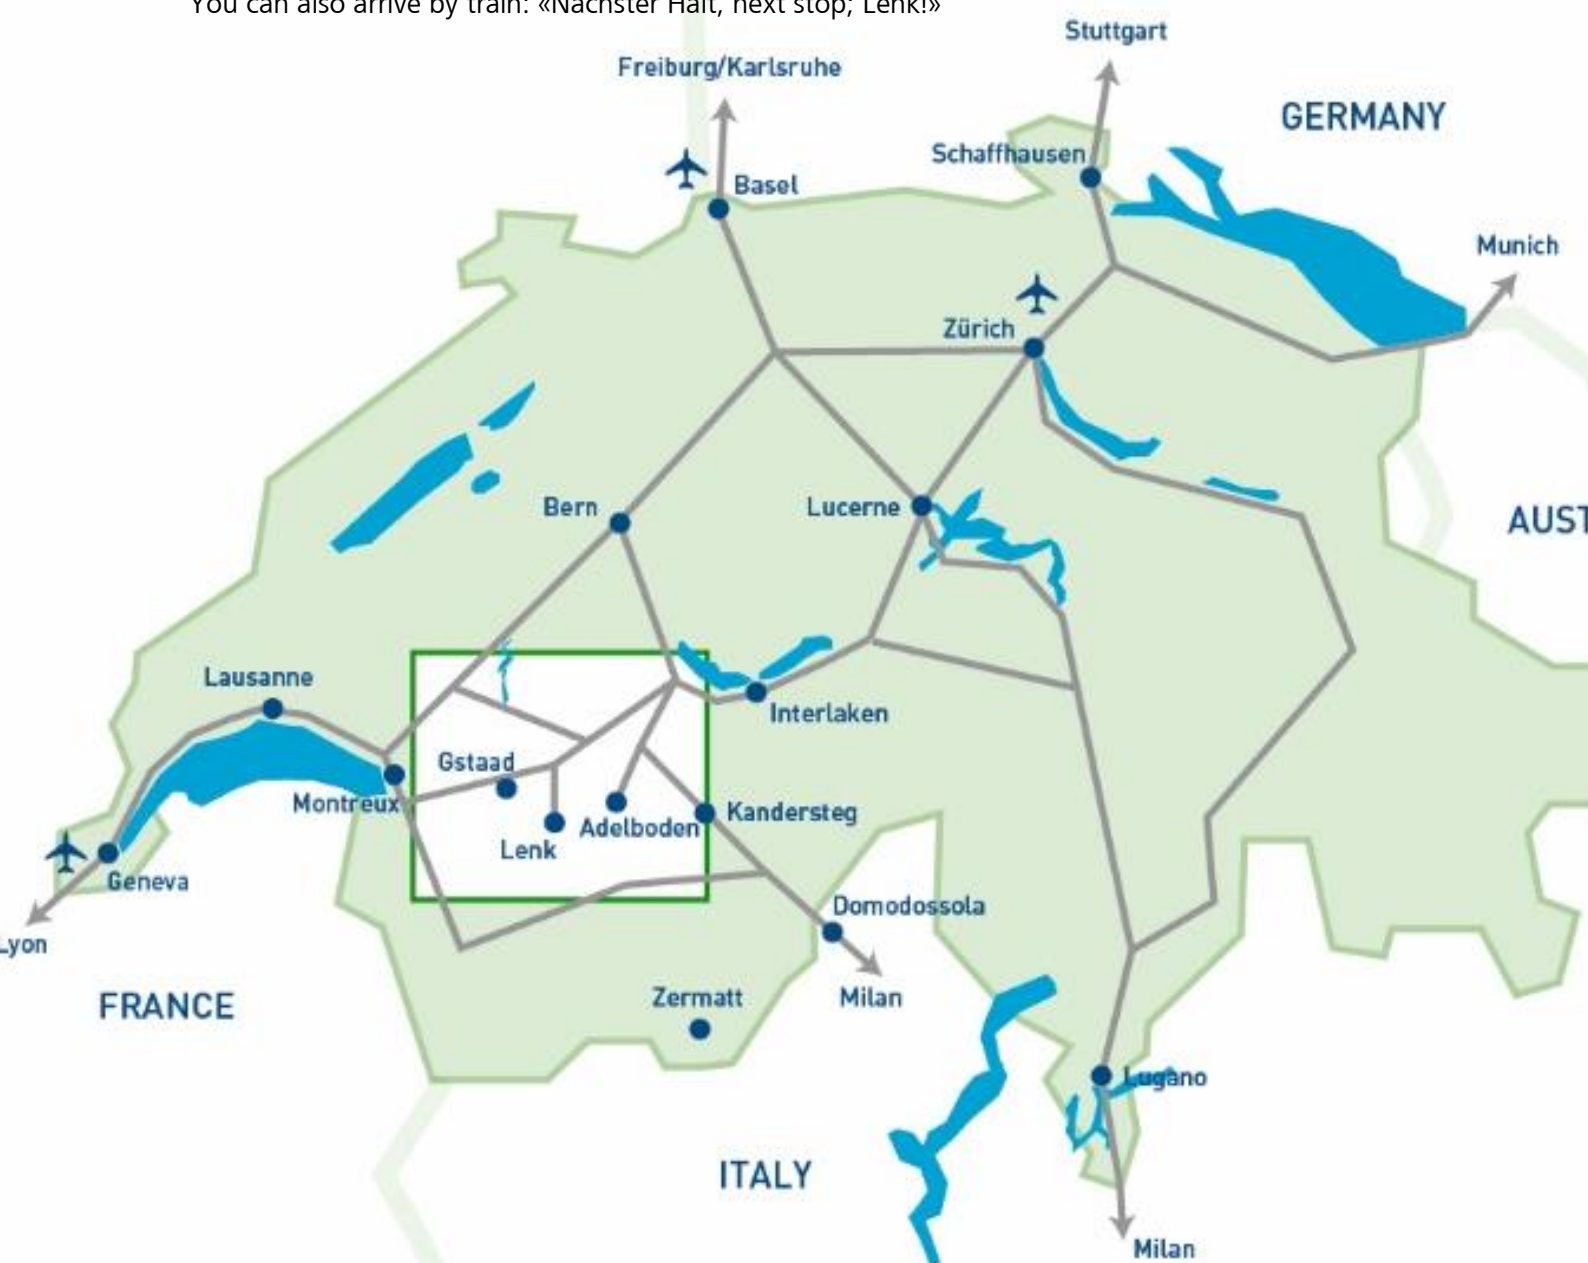 You can also arrive by train: «Nächster Halt, next stop; Lenk!»
Stuttgart
Freiburg/Karlsruhe
GERMANY
Schaffhausen
Basel
Munich
Zürich
AUST
Bern
Lucerne
Lausanne
Interlaken
Gstaad
Montreux
Kandersteg
Adelboden
Lenk
Geneva
Domodossola
Lyon
Milan
Zermatt
FRANCE
Lugano
ITALY
Milan